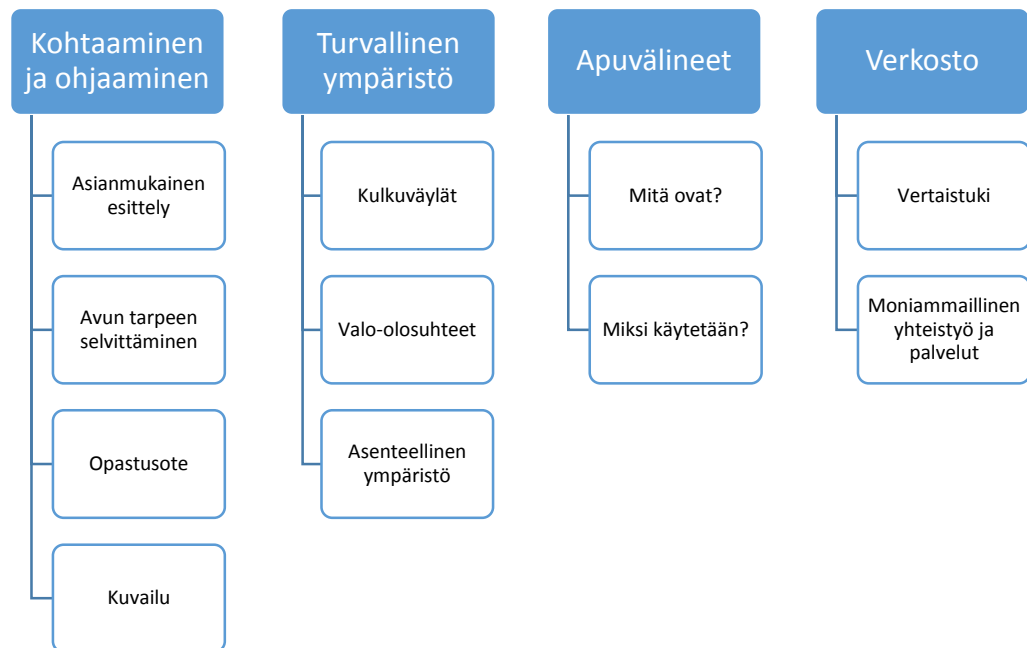 Kohtaaminen
ja ohjaaminen
Asianmukainen
esittely
Avun tarpeen
selvittäminen
Opastusote
Kuvailu
Turvallinen
ympäristö
Kulkuväylät
Valo-olosuhteet
Asenteellinen
ympäristö
Apuvälineet
Mitä ovat?
Miksi käytetään?
Verkosto
Vertaistuki
Moniammaillinen
yhteistyö ja
palvelut